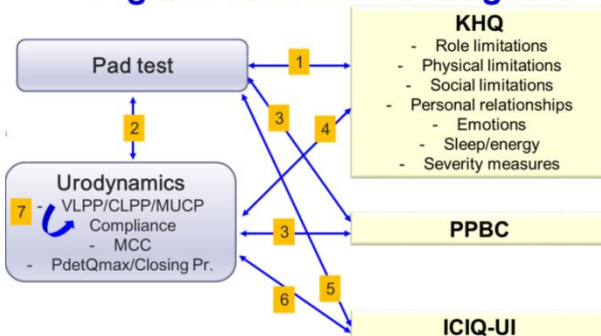 Pad test
1
KHQ
- Role limitations
- Physical limitations
- Social limitations
- Personal relationships
- Emotions
- Sleep/energy
- Severity measures
2
3
4
Urodynamics
7
- VLPP/CLPP/MUCP
Compliance
- MCC
- PdetQmax/Closing Pr.
3
PPBC
5
6
ICIQ-UI